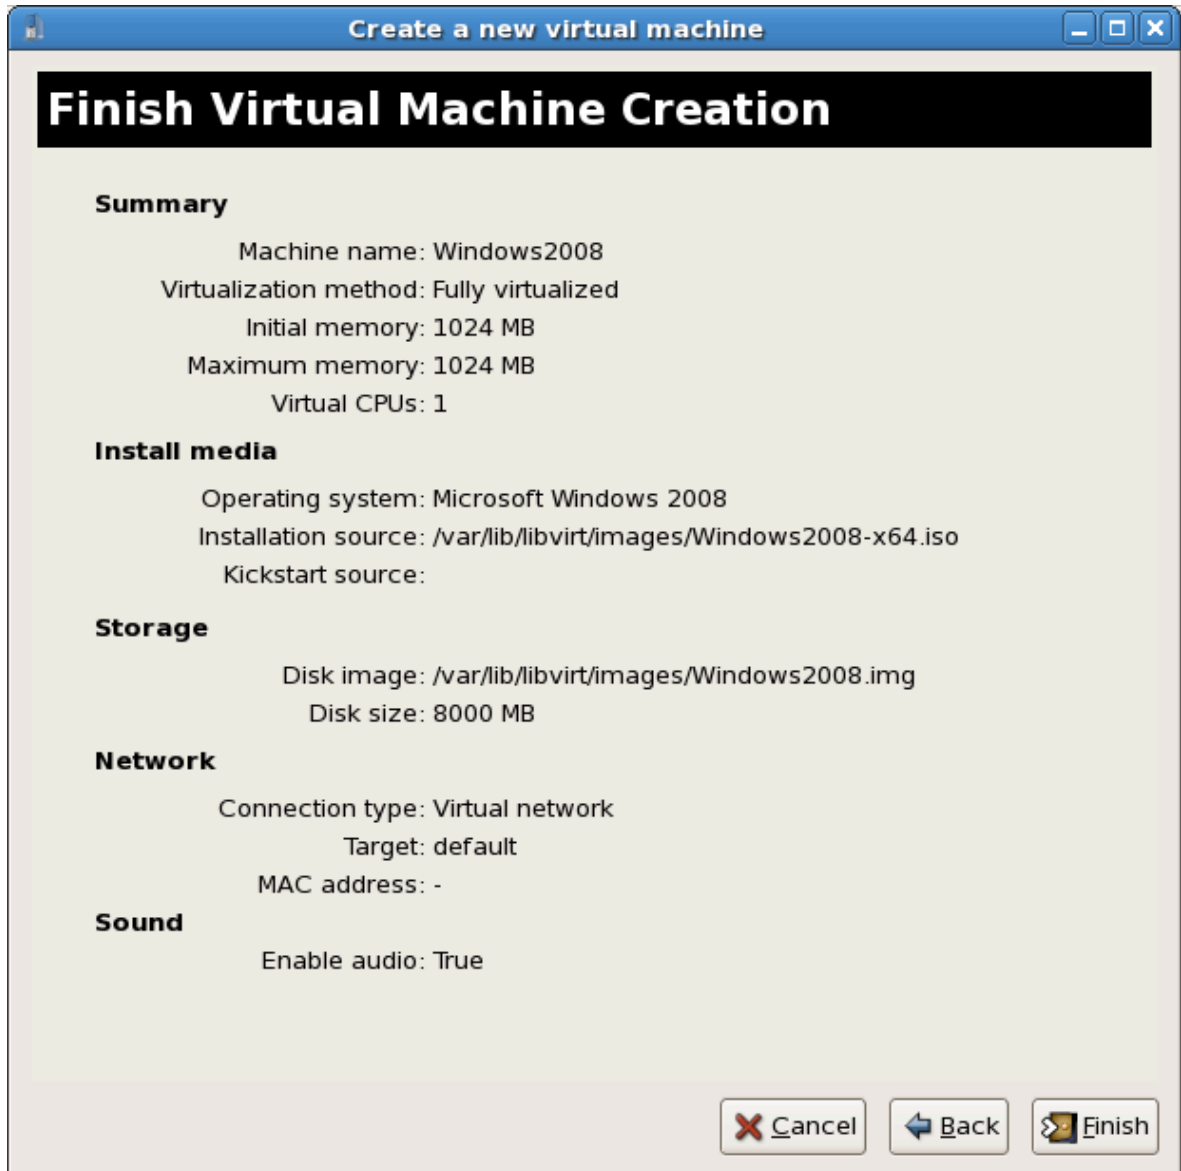 Create a new virtual machine
Finish Virtual Machine Creation
Summary
Machine name: Windows2008
Virtualization method: Fully virtualized
Initial memory: 1024 MB
Maximum memory: 1024 MB
Virtual CPUs: 1
Install media
Operating system: Microsoft Windows 2008
Installation source: /var/lib/libvirt/images/Windows2008-x64.iso
Kickstart source:
Storage
Disk image: /var/lib/libvirt/images/Windows2008.img
Disk size: 8000 MB
Network
Connection type: Virtual network
Target: default
MAC address: -
Sound
Enable audio: True
Cancel Back Finish